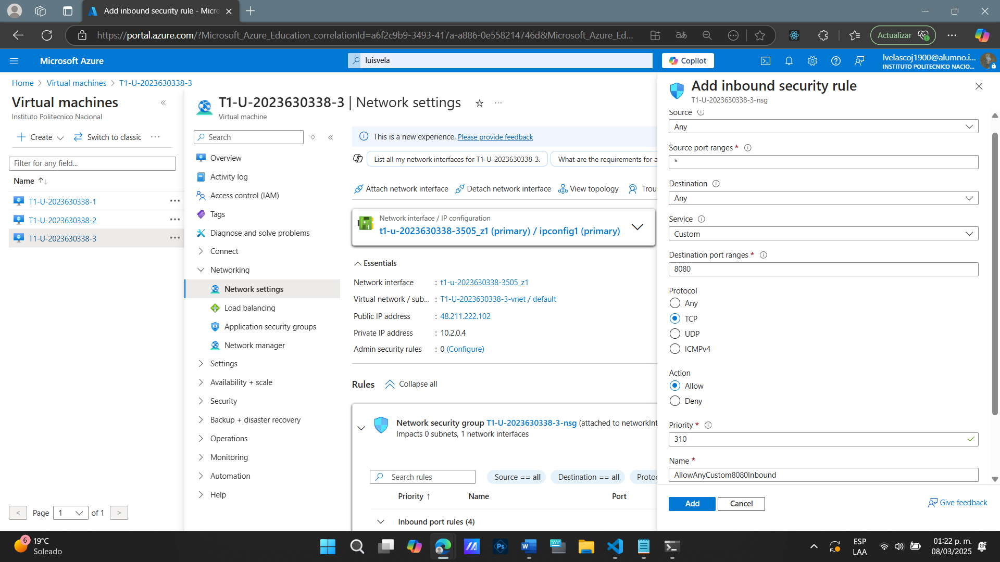 Add inbound security rule - Micro
https://portal.azure.com/?Microsoft_Azure_Education_correlationId=a6f2c9b9-3493-417a-a886-0e558214746d&Microsoft_Azure_Ed...
Actualizar
Microsoft Azure
luisvela
Copilot
lvelascoj1900@alumno.i...
INSTITUTO POLITECNICO NACIO...
Home > Virtual machines > T1-U-2023630338-3
Virtual machines
Instituto Politecnico Nacional
Create
Switch to classic
Filter for any field...
Name
T1-U-2023630338-1
T1-U-2023630338-2
T1-U-2023630338-3
< Page 1 of 1 >
T1-U-2023630338-3 | Network settings
Virtual machine
Search
Overview
Activity log
Access control (IAM)
Tags
Diagnose and solve problems
Connect
Networking
Network settings
Load balancing
Application security groups
Network manager
Settings
Availability + scale
Security
Backup + disaster recovery
Operations
Monitoring
Automation
Help
This is a new experience. Please provide feedback
List all my network interfaces for T1-U-2023630338-3.
What are the requirements for a
Attach network interface
Detach network interface
View topology
Trou
Network interface / IP configuration
t1-u-2023630338-3505_z1 (primary) / ipconfig1 (primary)
Essentials
Network interface : t1-u-2023630338-3505_z1
Virtual network / sub... : T1-U-2023630338-3-vnet / default
Public IP address : 48.211.222.102
Private IP address : 10.2.0.4
Admin security rules : 0 (Configure)
Rules
Collapse all
Network security group T1-U-2023630338-3-nsg (attached to networkInt
Impacts 0 subnets, 1 network interfaces
Search rules
Source == all
Destination == all
Protoc
Priority ↑ Name Port
Inbound port rules (4)
Add inbound security rule
T1-U-2023630338-3-nsg
Source
Any
Source port ranges *
*
Destination
Any
Service
Custom
Destination port ranges *
8080
Protocol
Any
TCP
UDP
ICMPv4
Action
Allow
Deny
Priority *
310
Name *
AllowAnyCustom8080Inbound
Add
Cancel
Give feedback
6
19°C
Soleado
ESP
LAA
01:22 p. m.
08/03/2025